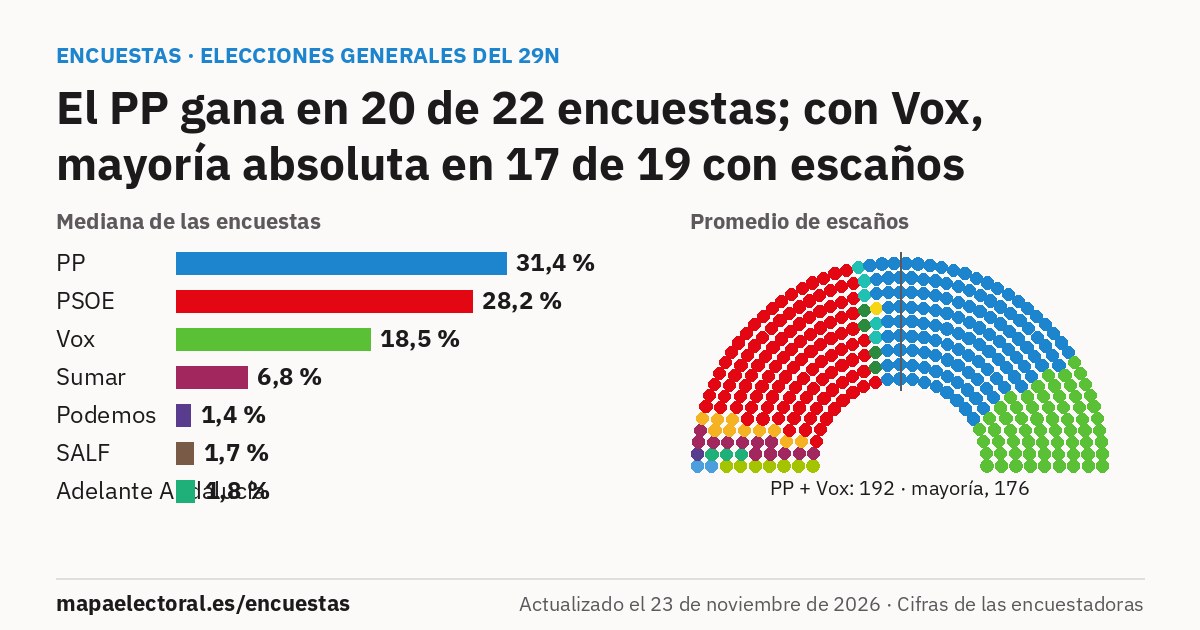 ENCUESTAS · ELECCIONES GENERALES DEL 29N
El PP gana en 20 de 22 encuestas; con Vox,
mayoría absoluta en 17 de 19 con escaños
Mediana de las encuestas
PP 31,4 %
PSOE 28,2 %
Vox 18,5 %
Sumar 6,8 %
Podemos 1,4 %
SALF 1,7 %
Adelante Andalucía 1,8 %
Promedio de escaños
PP + Vox: 192 · mayoría, 176
mapaelectoral.es/encuestas
Actualizado el 23 de noviembre de 2026 · Cifras de las encuestadoras